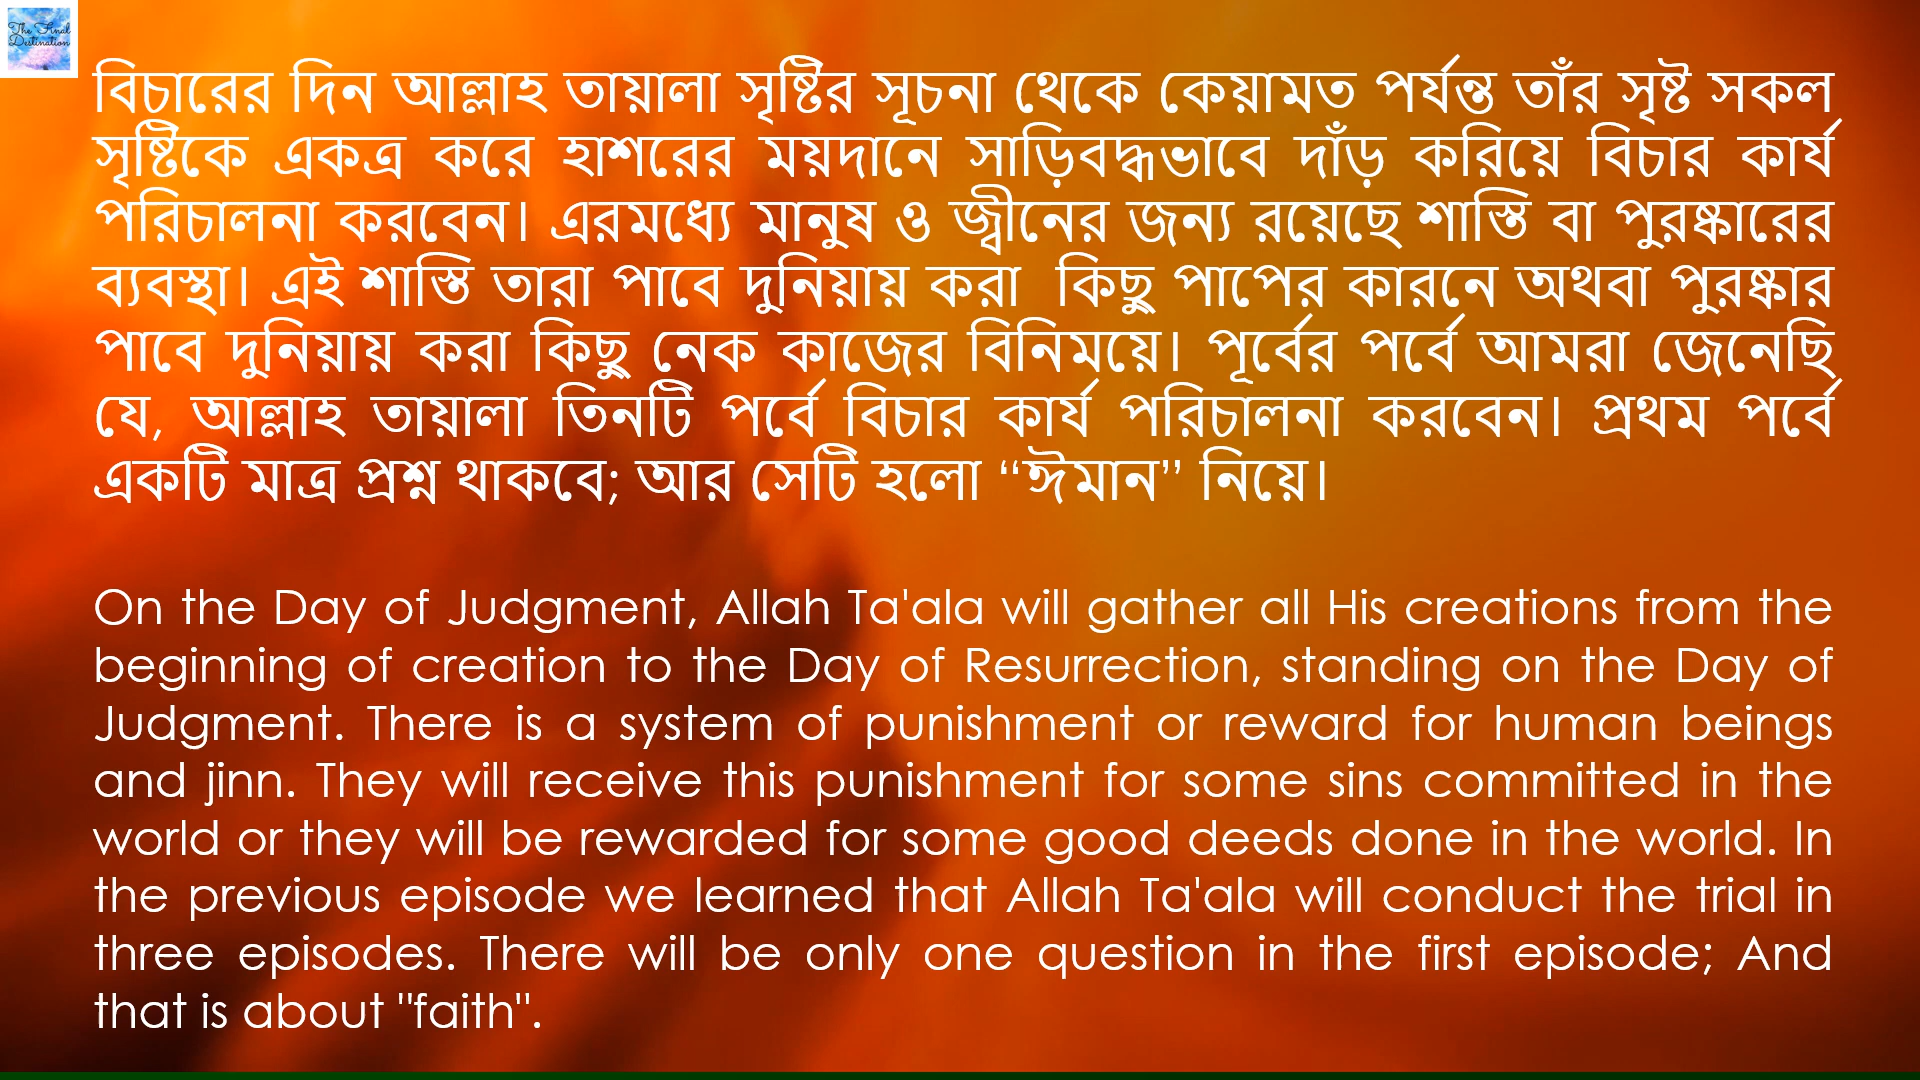 The Final
Destination
বিচারের দিন আল্লাহ তায়ালা সৃষ্টির সূচনা থেকে কেয়ামত পর্যন্ত তাঁর সৃষ্ট সকল
সৃষ্টিকে একত্র করে হাশরের ময়দানে সাড়িবদ্ধভাবে দাঁড় করিয়ে বিচার কার্য
পরিচালনা করবেন। এরমধ্যে মানুষ ও জ্বীনের জন্য রয়েছে শাস্তি বা পুরষ্কারের
ব্যবস্থা। এই শাস্তি তারা পাবে দুনিয়ায় করা কিছু পাপের কারনে অথবা পুরষ্কার
পাবে দুনিয়ায় করা কিছু নেক কাজের বিনিময়ে। পূর্বের পর্বে আমরা জেনেছি
যে, আল্লাহ তায়ালা তিনটি পর্বে বিচার কার্য পরিচালনা করবেন। প্রথম পর্বে
একটি মাত্র প্রশ্ন থাকবে; আর সেটি হলো “ঈমান” নিয়ে।
On the Day of Judgment, Allah Ta'ala will gather all His creations from the
beginning of creation to the Day of Resurrection, standing on the Day of
Judgment. There is a system of punishment or reward for human beings
and jinn. They will receive this punishment for some sins committed in the
world or they will be rewarded for some good deeds done in the world. In
the previous episode we learned that Allah Ta'ala will conduct the trial in
three episodes. There will be only one question in the first episode; And
that is about "faith".